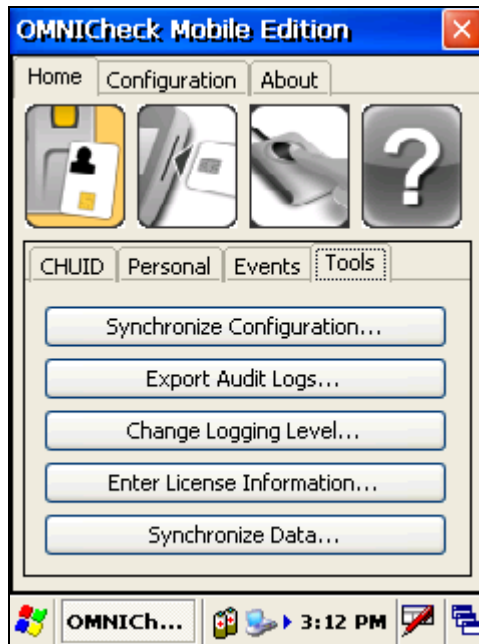 OMNICheck Mobile Edition
Home Configuration About
?
CHUID Personal Events Tools
Synchronize Configuration...
Export Audit Logs...
Change Logging Level...
Enter License Information...
Synchronize Data...
OMNICh... 3:12 PM